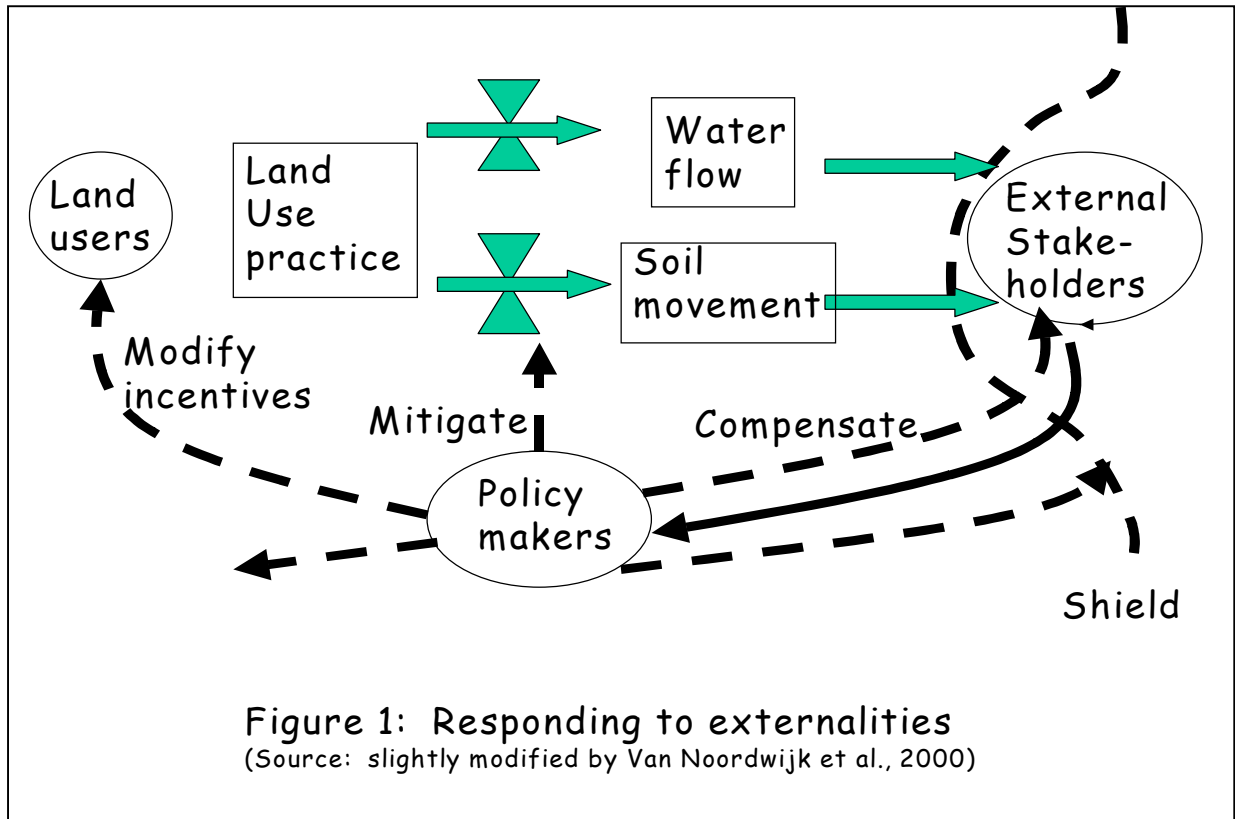 Land
users
Land
Use
practice
Water
flow
Soil
movement
External
Stake-
holders
Modify
incentives
Mitigate
Compensate
Policy
makers
Shield
Figure 1: Responding to externalities
(Source: slightly modified by Van Noordwijk et al., 2000)